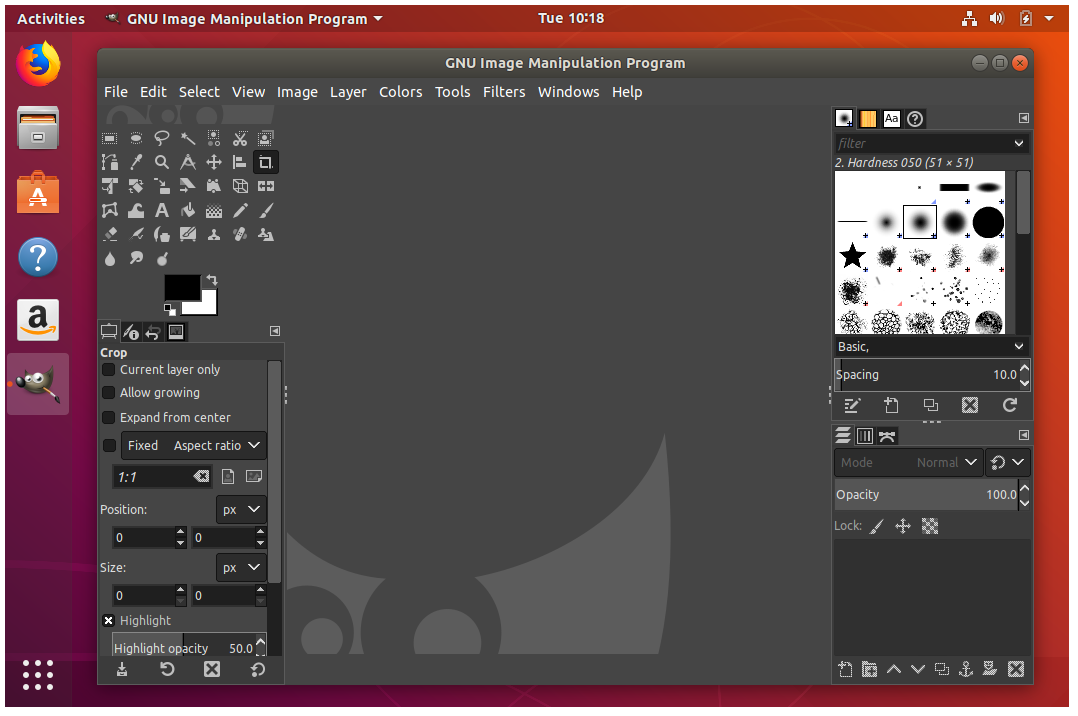 Activities GNU Image Manipulation Program Tue 10:18
GNU Image Manipulation Program
File Edit Select View Image Layer Colors Tools Filters Windows Help
Aa
filter
2. Hardness 050 (51 × 51)
Basic,
Spacing 10.0
Mode Normal
Opacity 100.0
Lock:
Crop
Current layer only
Allow growing
Expand from center
Fixed Aspect ratio
1:1
Position: px
0 0
Size: px
0 0
Highlight
Highlight opacity 50.0